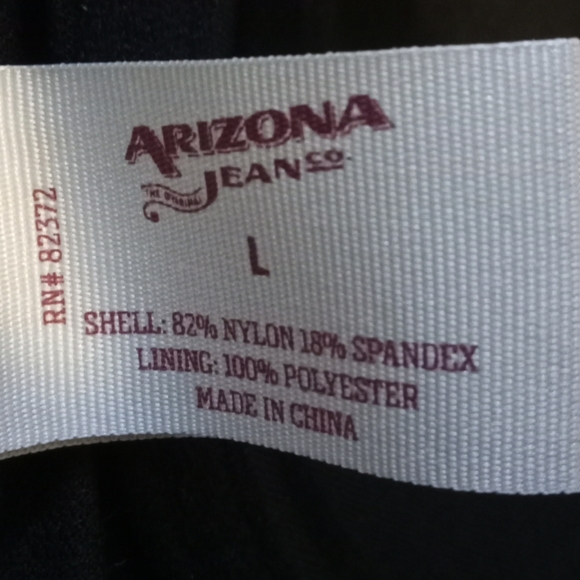 ARIZONA
JEAN CO.
THE ORIGINAL
L
RN# 82372
SHELL: 82% NYLON 18% SPANDEX
LINING: 100% POLYESTER
MADE IN CHINA